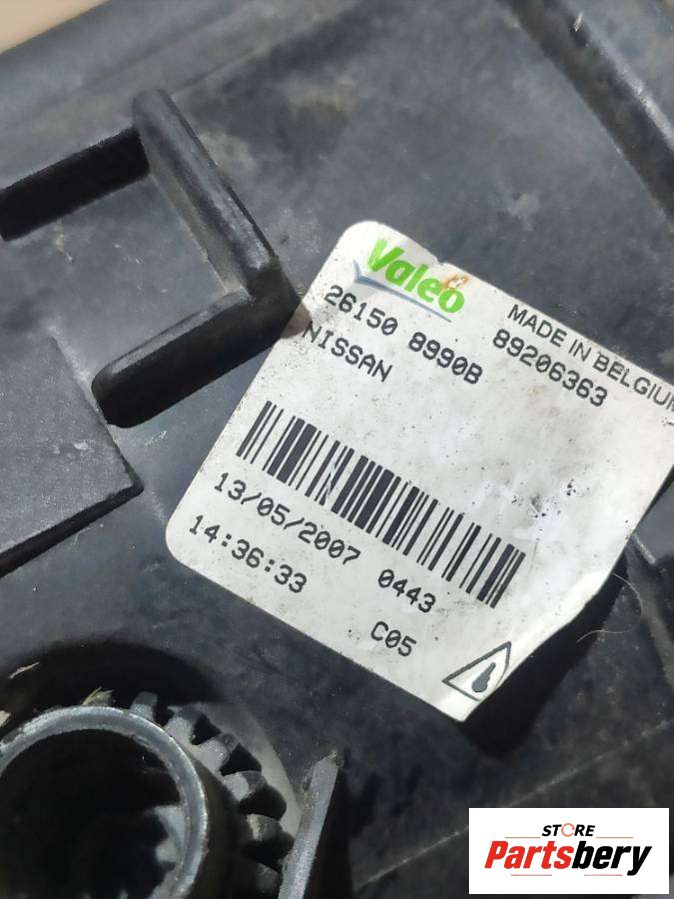 Valeo
MADE IN BELGIUM
26150 8990B
89206363
NISSAN
13/05/2007 0443
14:36:33
C05
STORE
Partsbery